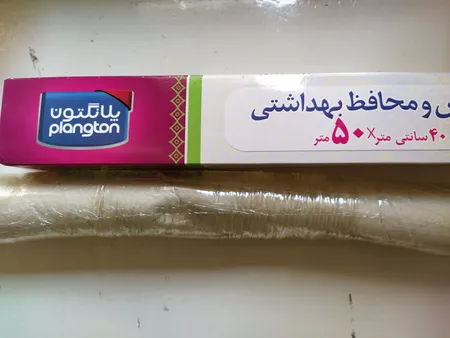 پلانگتون
plangton
و محافظ بهداشتی
۴۰ سانتی متر x ۵۰ متر